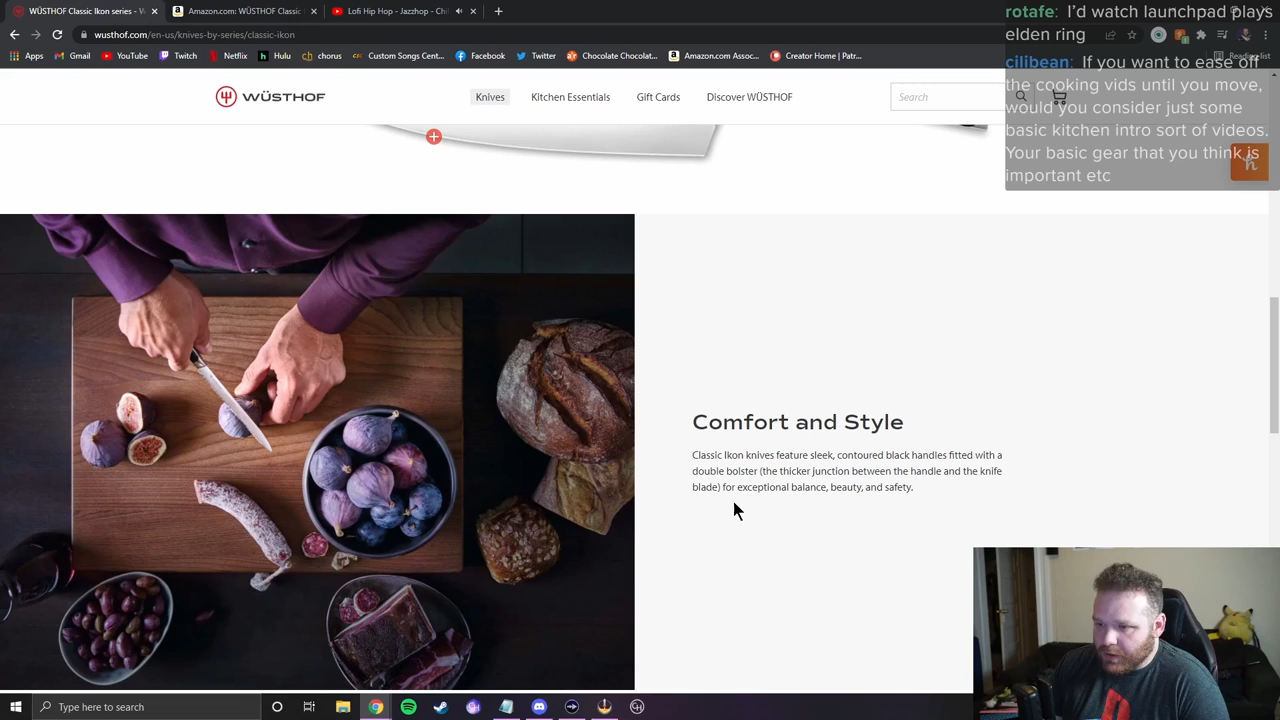 WÜSTHOF Classic Ikon series -
Amazon.com: WÜSTHOF Classic
Lofi Hip Hop - Jazzhop - Chi
wusthof.com/en-us/knives-by-series/classic-ikon
Apps
Gmail
YouTube
Twitch
Netflix
Hulu
Custom Songs Cent...
Facebook
Twitter
Chocolate Chocolat...
Amazon.com Assoc...
Creator Home | Patr...
Reading list
rotafe: I'd watch launchpad plays
elden ring
cilibean: If you want to ease off
the cooking vids until you move,
would you consider just some
basic kitchen intro sort of videos.
Your basic gear that you think is
important etc
WÜSTHOF
Knives
Kitchen Essentials
Gift Cards
Discover WÜSTHOF
Search
h
Comfort and Style
Classic Ikon knives feature sleek, contoured black handles fitted with a
double bolster (the thicker junction between the handle and the knife
blade) for exceptional balance, beauty, and safety.
Type here to search